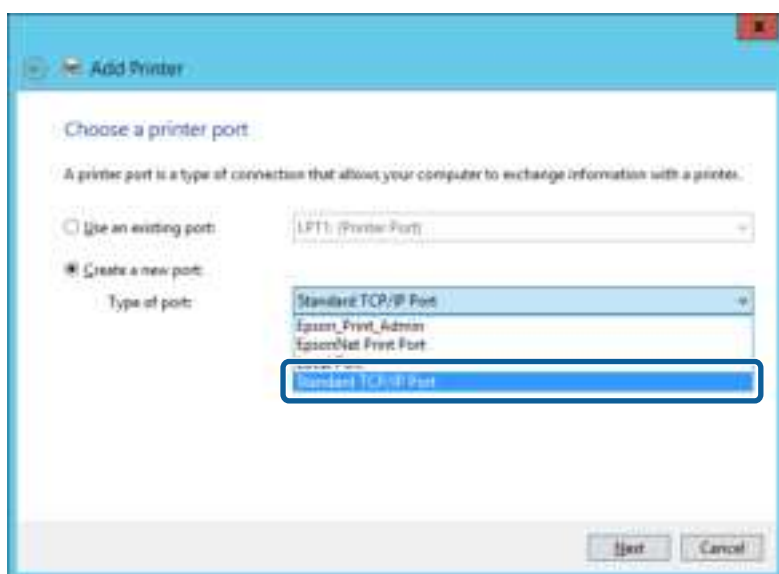 Add Printer
Choose a printer port
A printer port is a type of connection that allows your computer to exchange information with a printer.
Use an existing port: LPT1: (Printer Port)
Create a new port:
Type of port: Standard TCP/IP Port
Epson_Print_Admin
EpsonNet Print Port
Local Port
Standard TCP/IP Port
Next Cancel